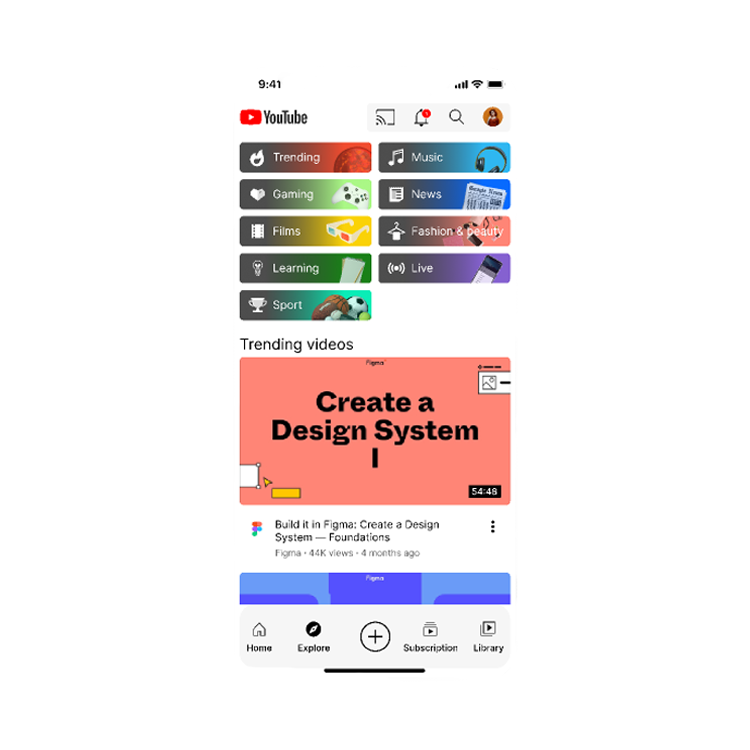 9:41
YouTube
Trending
Music
Gaming
News
Films
Fashion & beauty
Learning
Live
Sport
Trending videos
Figma
Create a
Design System
I
54:48
Build it in Figma: Create a Design
System — Foundations
Figma · 44K views · 4 months ago
Figma
Home
Explore
Subscription
Library